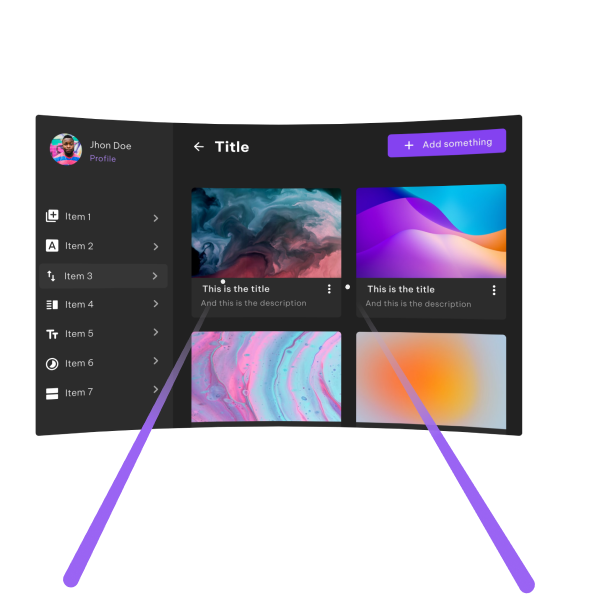 Jhon Doe
Profile
Item 1
Item 2
Item 3
Item 4
Item 5
Item 6
Item 7
Title
Add something
This is the title
And this is the description
This is the title
And this is the description